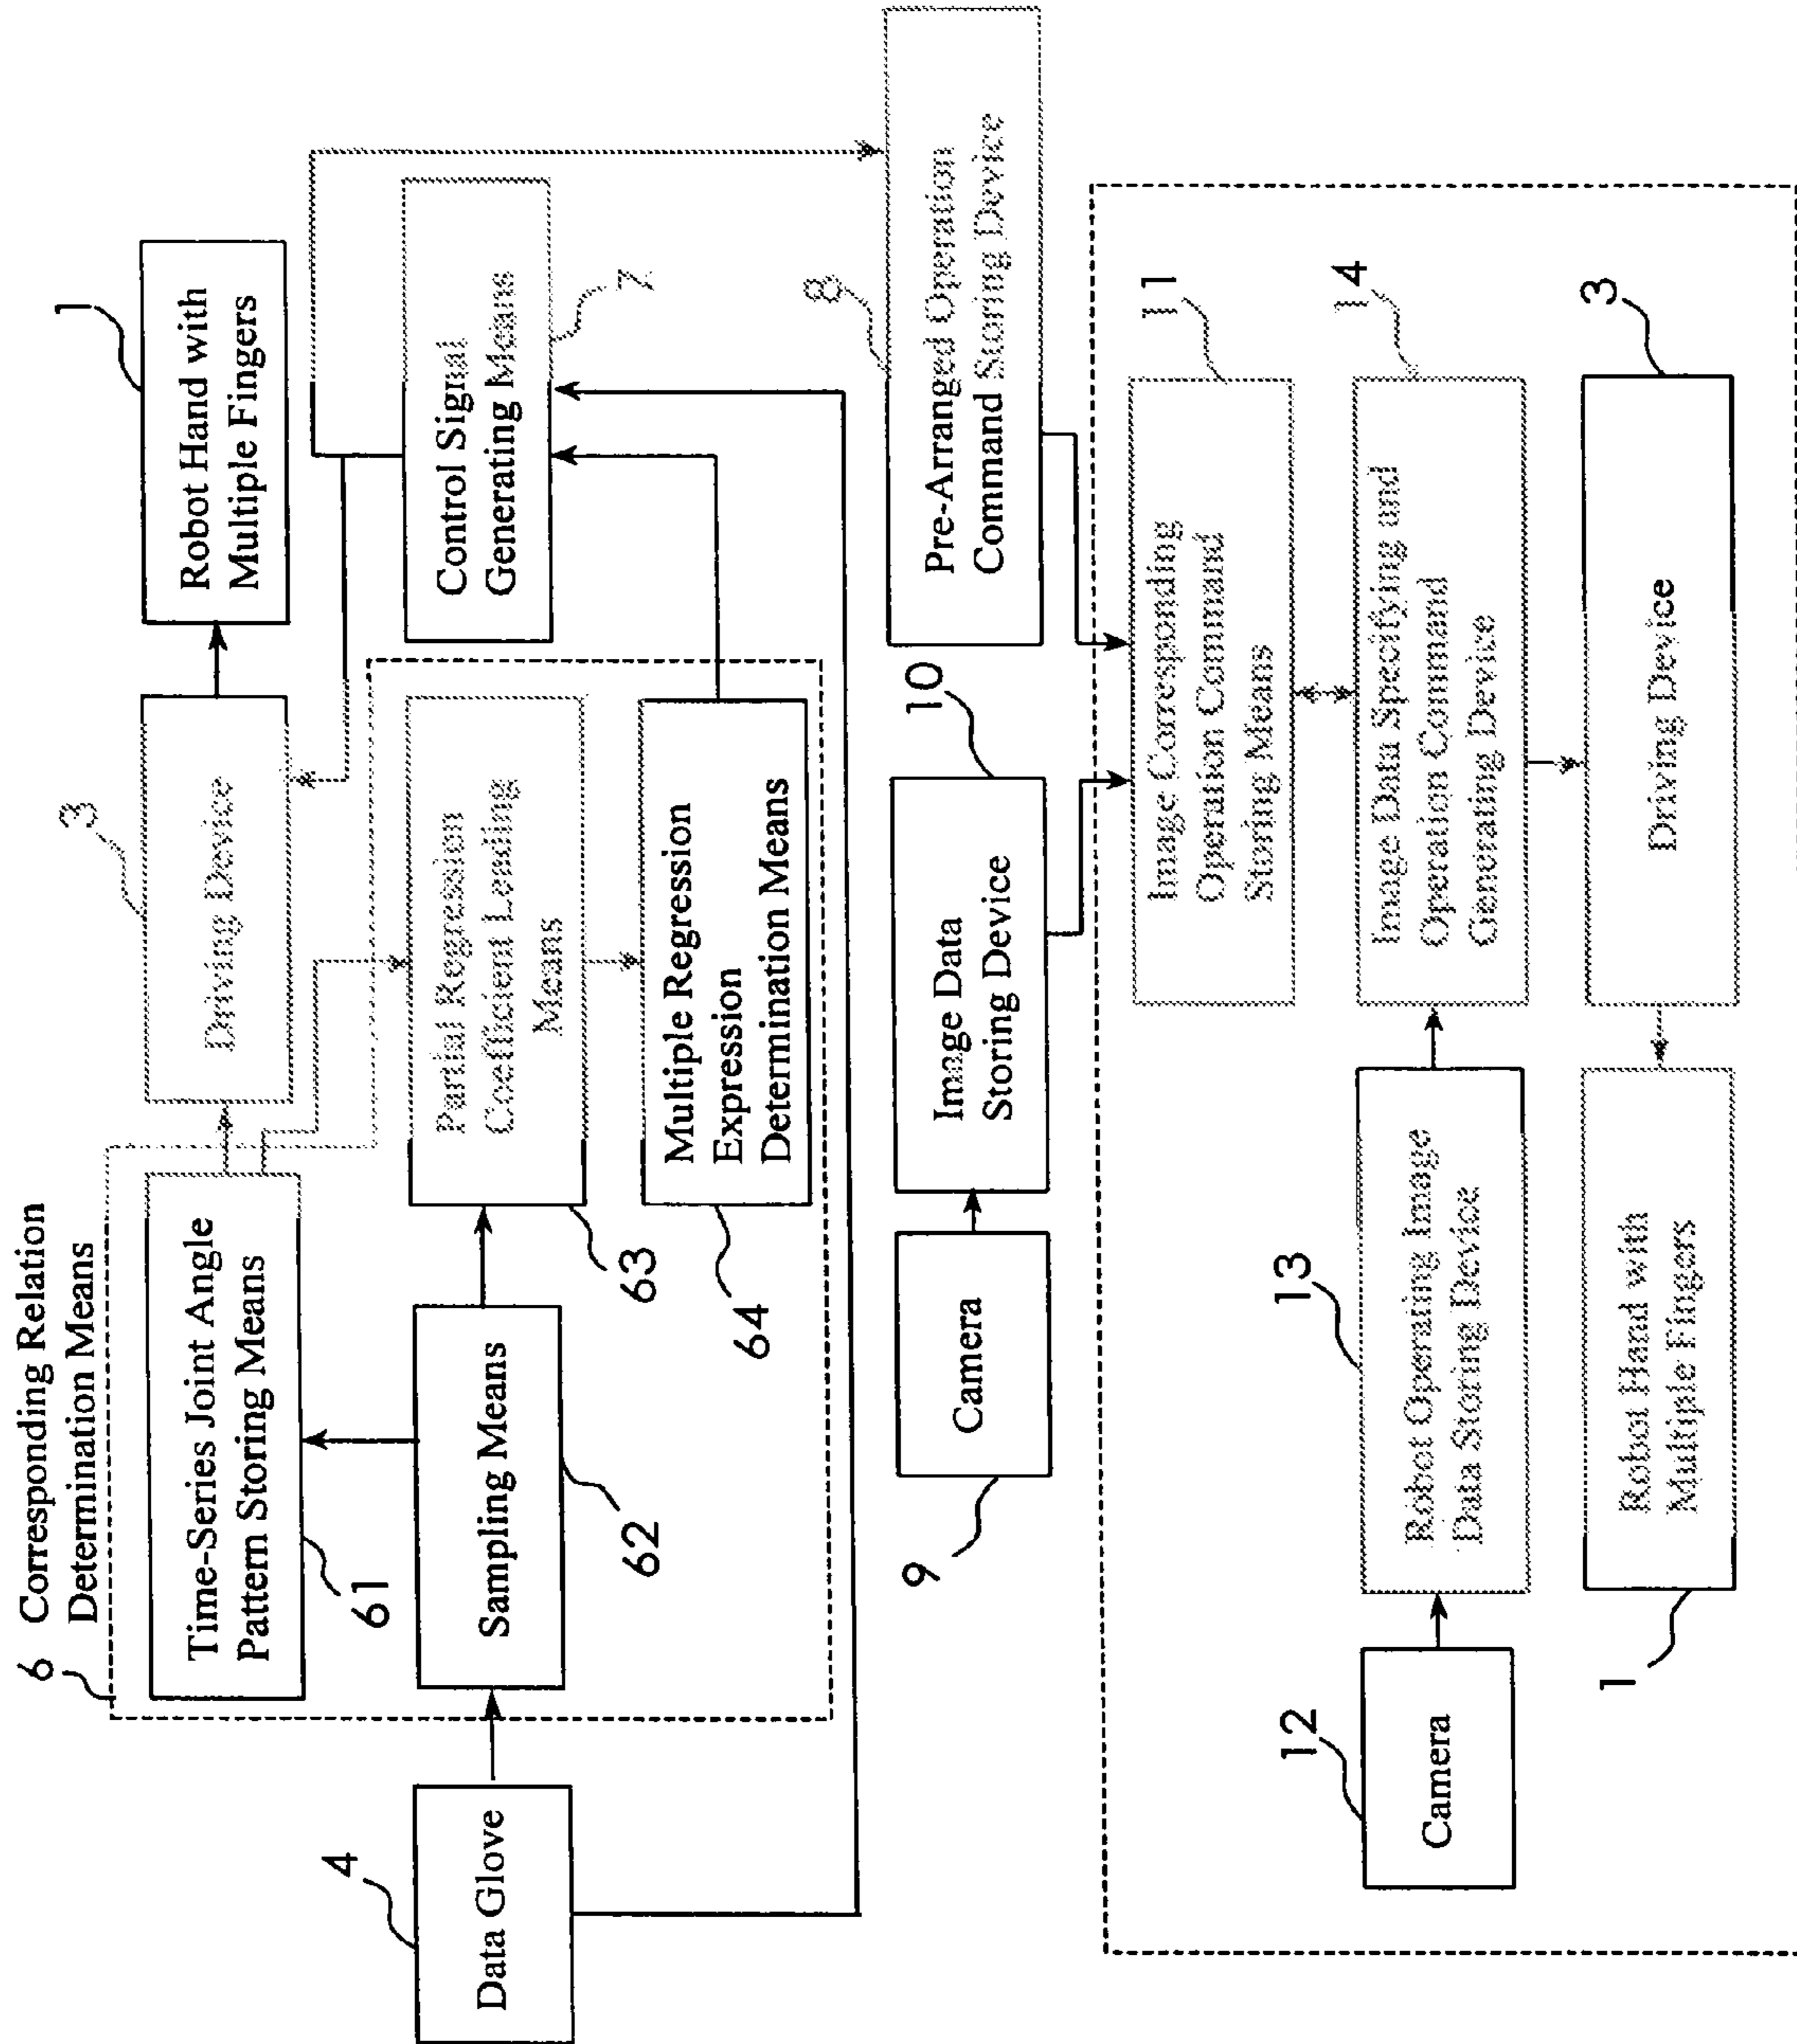 6 Corresponding Relation
Determination Means
Time-Series Joint Angle
Pattern Storing Means
61
3
Driving Device
1
Robot Hand with
Multiple Fingers
4
Data Glove
Sampling Means
62
Partial Regression
Coefficient Leading
Means
63
Multiple Regression
Expression
Determination Means
64
Control Signal
Generating Means
7
8
Pre-Arranged Operation
Command Storing Device
9
Camera
10
Image Data
Storing Device
11
Image Corresponding
Operation Command
Storing Means
12
Camera
13
Robot Operating Image
Data Storing Device
14
Image Data Specifying and
Operation Command
Generating Device
1
Robot Hand with
Multiple Fingers
3
Driving Device